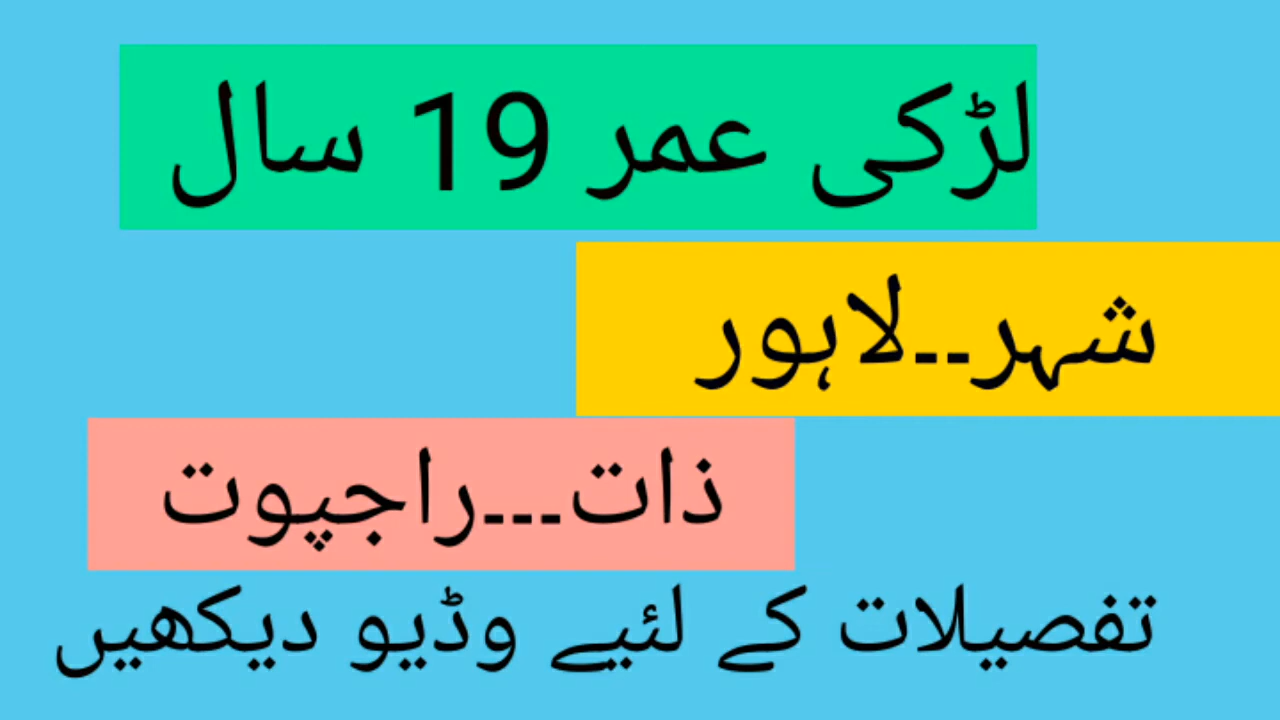 لڑکی عمر 19 سال
شہر--لاہور
ذات---راجپوت
تفصیلات کے لئیے وڈیو دیکھیں